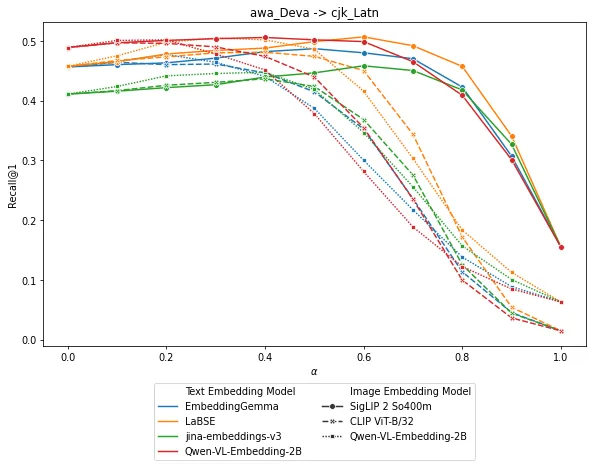 awa_Deva -> cjk_Latn
0.5
0.4
0.3
0.2
0.1
0.0
Recall@1
0.0 0.2 0.4 0.6 0.8 1.0
α
Text Embedding Model Image Embedding Model
EmbeddingGemma SigLIP 2 So400m
LaBSE CLIP ViT-B/32
jina-embeddings-v3 Qwen-VL-Embedding-2B
Qwen-VL-Embedding-2B